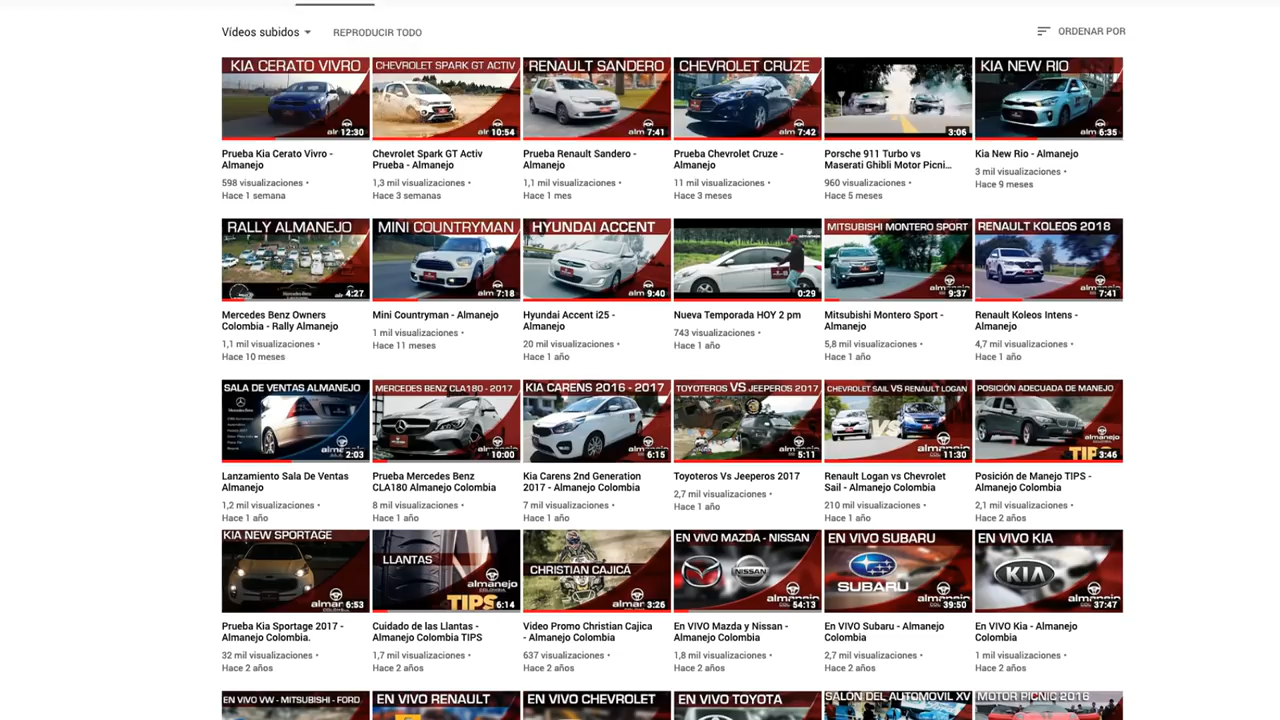 Vídeos subidos
REPRODUCIR TODO
ORDENAR POR
KIA CERATO VIVRO
12:30
CHEVROLET SPARK GT ACTIV
10:54
RENAULT SANDERO
7:41
CHEVROLET CRUZE
7:42
3:06
KIA NEW RIO
6:35
Prueba Kia Cerato Vivro -
Almanejo
598 visualizaciones •
Hace 1 semana
Chevrolet Spark GT Activ
Prueba - Almanejo
1,3 mil visualizaciones •
Hace 3 semanas
Prueba Renault Sandero -
Almanejo
1,1 mil visualizaciones •
Hace 1 mes
Prueba Chevrolet Cruze -
Almanejo
11 mil visualizaciones •
Hace 3 meses
Porsche 911 Turbo vs
Maserati Ghibli Motor Picni...
960 visualizaciones •
Hace 5 meses
Kia New Rio - Almanejo
3 mil visualizaciones •
Hace 9 meses
RALLY ALMANEJO
4:27
MINI COUNTRYMAN
7:18
HYUNDAI ACCENT
9:40
0:29
MITSUBISHI MONTERO SPORT
9:37
RENAULT KOLEOS 2018
7:41
Mercedes Benz Owners
Colombia - Rally Almanejo
1,1 mil visualizaciones •
Hace 10 meses
Mini Countryman - Almanejo
1 mil visualizaciones •
Hace 11 meses
Hyundai Accent i25 -
Almanejo
20 mil visualizaciones •
Hace 1 año
Nueva Temporada HOY 2 pm
743 visualizaciones •
Hace 1 año
Mitsubishi Montero Sport -
Almanejo
5,8 mil visualizaciones •
Hace 1 año
Renault Koleos Intens -
Almanejo
4,7 mil visualizaciones •
Hace 1 año
SALA DE VENTAS ALMANEJO
2:03
MERCEDES BENZ CLA180 - 2017
10:00
KIA CARENS 2016 - 2017
6:15
TOYOTEROS VS JEEPEROS 2017
5:11
CHEVROLET SAIL VS RENAULT LOGAN
VS
11:30
POSICIÓN ADECUADA DE MANEJO
almanejo
3:46
Lanzamiento Sala De Ventas
Almanejo
1,2 mil visualizaciones •
Hace 1 año
Prueba Mercedes Benz
CLA180 Almanejo Colombia
8 mil visualizaciones •
Hace 1 año
Kia Carens 2nd Generation
2017 - Almanejo Colombia
7 mil visualizaciones •
Hace 1 año
Toyoteros Vs Jeeperos 2017
2,7 mil visualizaciones •
Hace 1 año
Renault Logan vs Chevrolet
Sail - Almanejo Colombia
210 mil visualizaciones •
Hace 1 año
Posición de Manejo TIPS -
Almanejo Colombia
2,1 mil visualizaciones •
Hace 2 años
KIA NEW SPORTAGE
6:53
LLANTAS
almanejo
COLOMBIA
TIPS
6:14
CHRISTIAN CAJICÁ
3:26
EN VIVO MAZDA - NISSAN
NISSAN
almanejo
54:13
EN VIVO SUBARU
SUBARU
almanejo
39:50
EN VIVO KIA
KIA
almanejo
37:47
Prueba Kia Sportage 2017 -
Almanejo Colombia.
32 mil visualizaciones •
Hace 2 años
Cuidado de las Llantas -
Almanejo Colombia TIPS
1,7 mil visualizaciones •
Hace 2 años
Video Promo Christian Cajica
- Almanejo Colombia
637 visualizaciones •
Hace 2 años
En VIVO Mazda y Nissan -
Almanejo Colombia
1,8 mil visualizaciones •
Hace 2 años
En VIVO Subaru - Almanejo
Colombia
2,7 mil visualizaciones •
Hace 2 años
En VIVO Kia - Almanejo
Colombia
1 mil visualizaciones •
Hace 2 años
EN VIVO VW - MITSUBISHI - FORD
EN VIVO RENAULT
EN VIVO CHEVROLET
EN VIVO TOYOTA
SALON DEL AUTOMOVIL XV
MOTOR PICNIC 2016